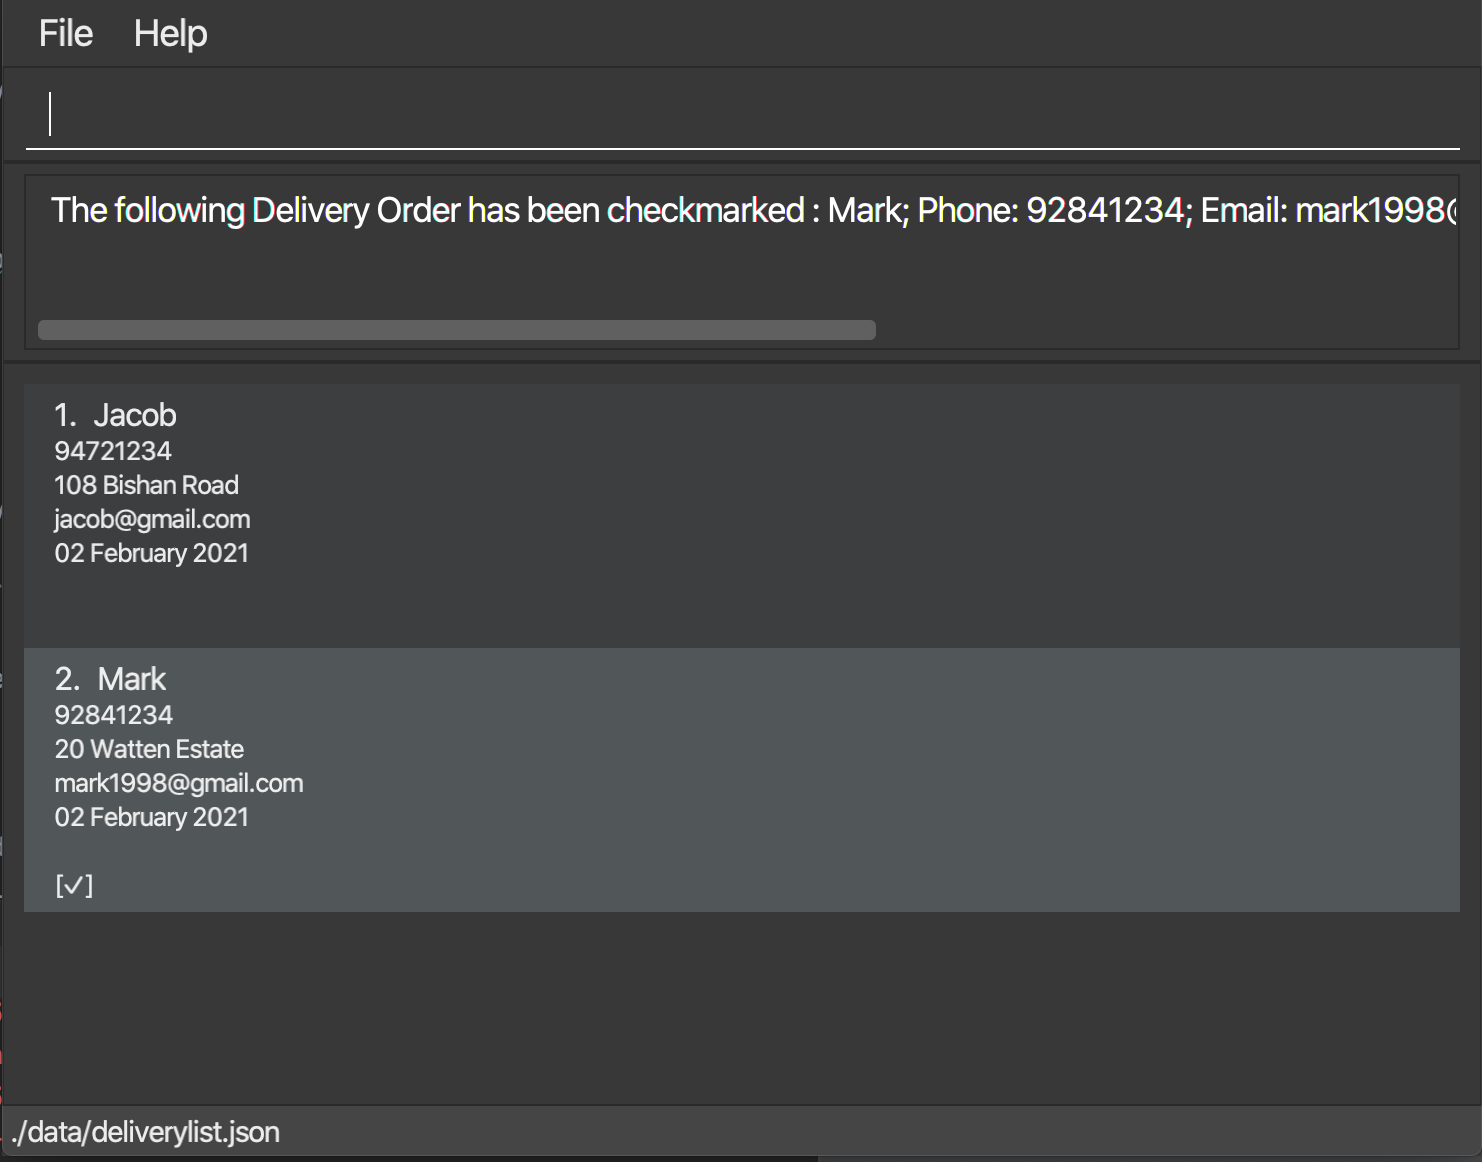 File Help
The following Delivery Order has been checkmarked : Mark; Phone: 92841234; Email: mark1998@
1. Jacob
94721234
108 Bishan Road
jacob@gmail.com
02 February 2021
2. Mark
92841234
20 Watten Estate
mark1998@gmail.com
02 February 2021
[✓]
./data/deliverylist.json